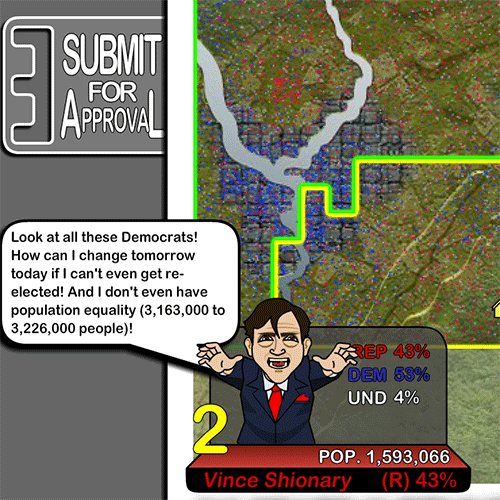 SUBMIT
FOR
APPROVAL
Look at all these Democrats!
How can I change tomorrow
today if I can't even get re-
elected! And I don't even have
population equality (3,163,000 to
3,226,000 people)!
REP 43%
DEM 53%
UND 4%
2
POP. 1,593,066
Vince Shionary (R) 43%